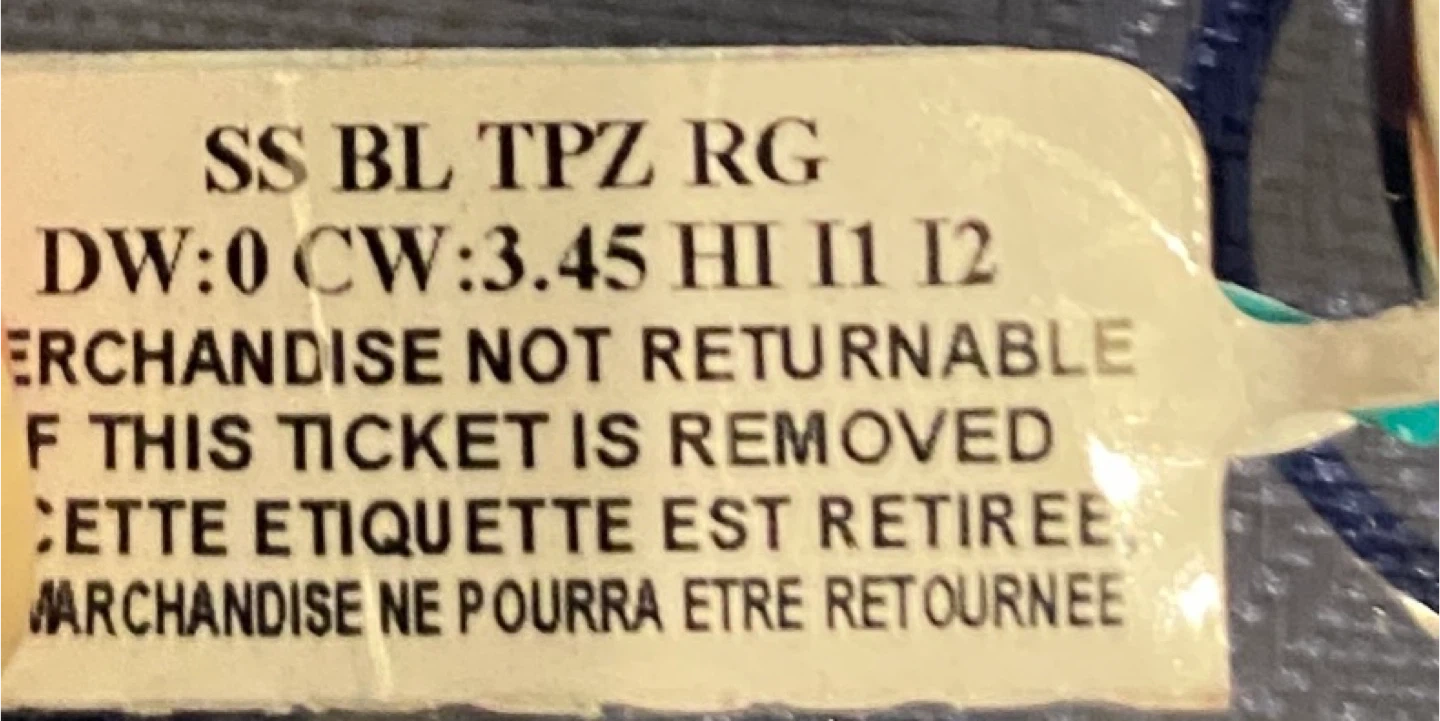 SS BL TPZ RG
DW:0 CW:3.45 HI I1 I2
ERCHANDISE NOT RETURNABLE
F THIS TICKET IS REMOVED
CETTE ETIQUETTE EST RETIREE
MARCHANDISE NE POURRA ETRE RETOURNEE